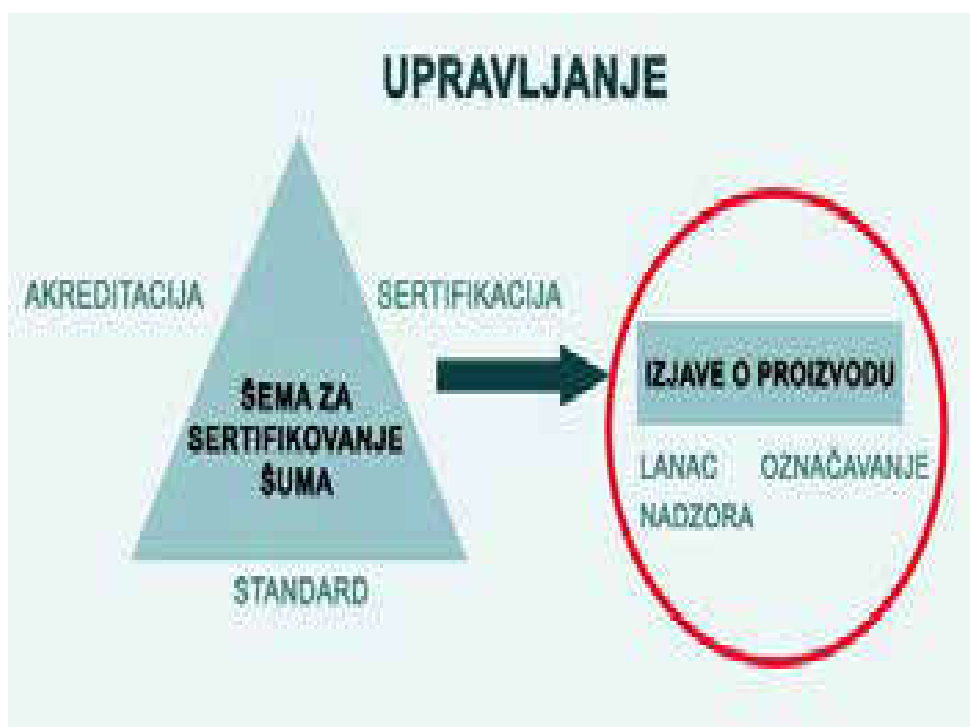 UPRAVLJANJE
AKREDITACIJA
SERTIFIKACIJA
ŠEMA ZA
SERTIFIKOVANJE
ŠUMA
STANDARD
IZJAVE O PROIZVODU
LANAC OZNAČAVANJE
NADZORA